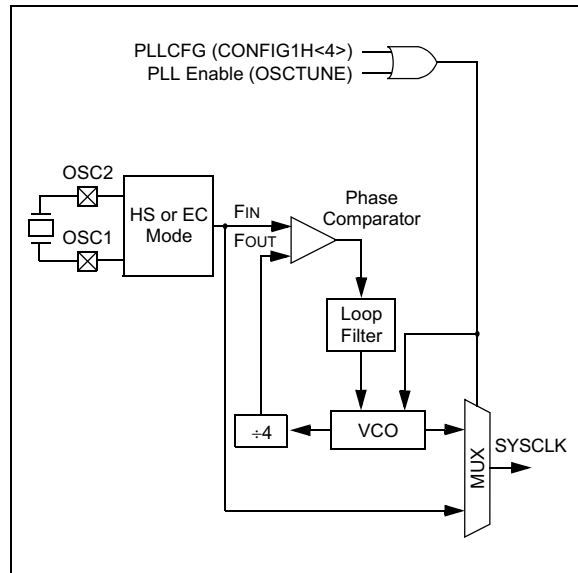 PLLCFG (CONFIG1H<4>)
PLL Enable (OSCTUNE)
OSC2
OSC1
HS or EC
Mode
FIN
FOUT
Phase
Comparator
Loop
Filter
÷4
VCO
MUX
SYSCLK